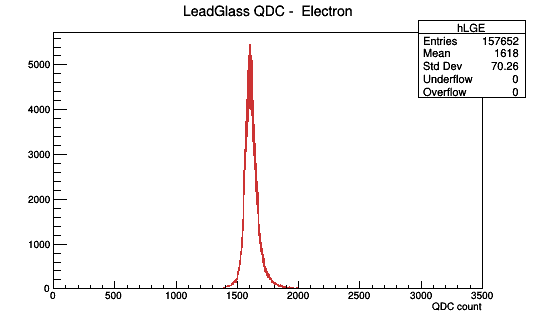 LeadGlass QDC -  Electron
hLGE
Entries 157652
Mean 1618
Std Dev 70.26
Underflow 0
Overflow 0
5000
4000
3000
2000
1000
0
0 500 1000 1500 2000 2500 3000 3500
QDC count